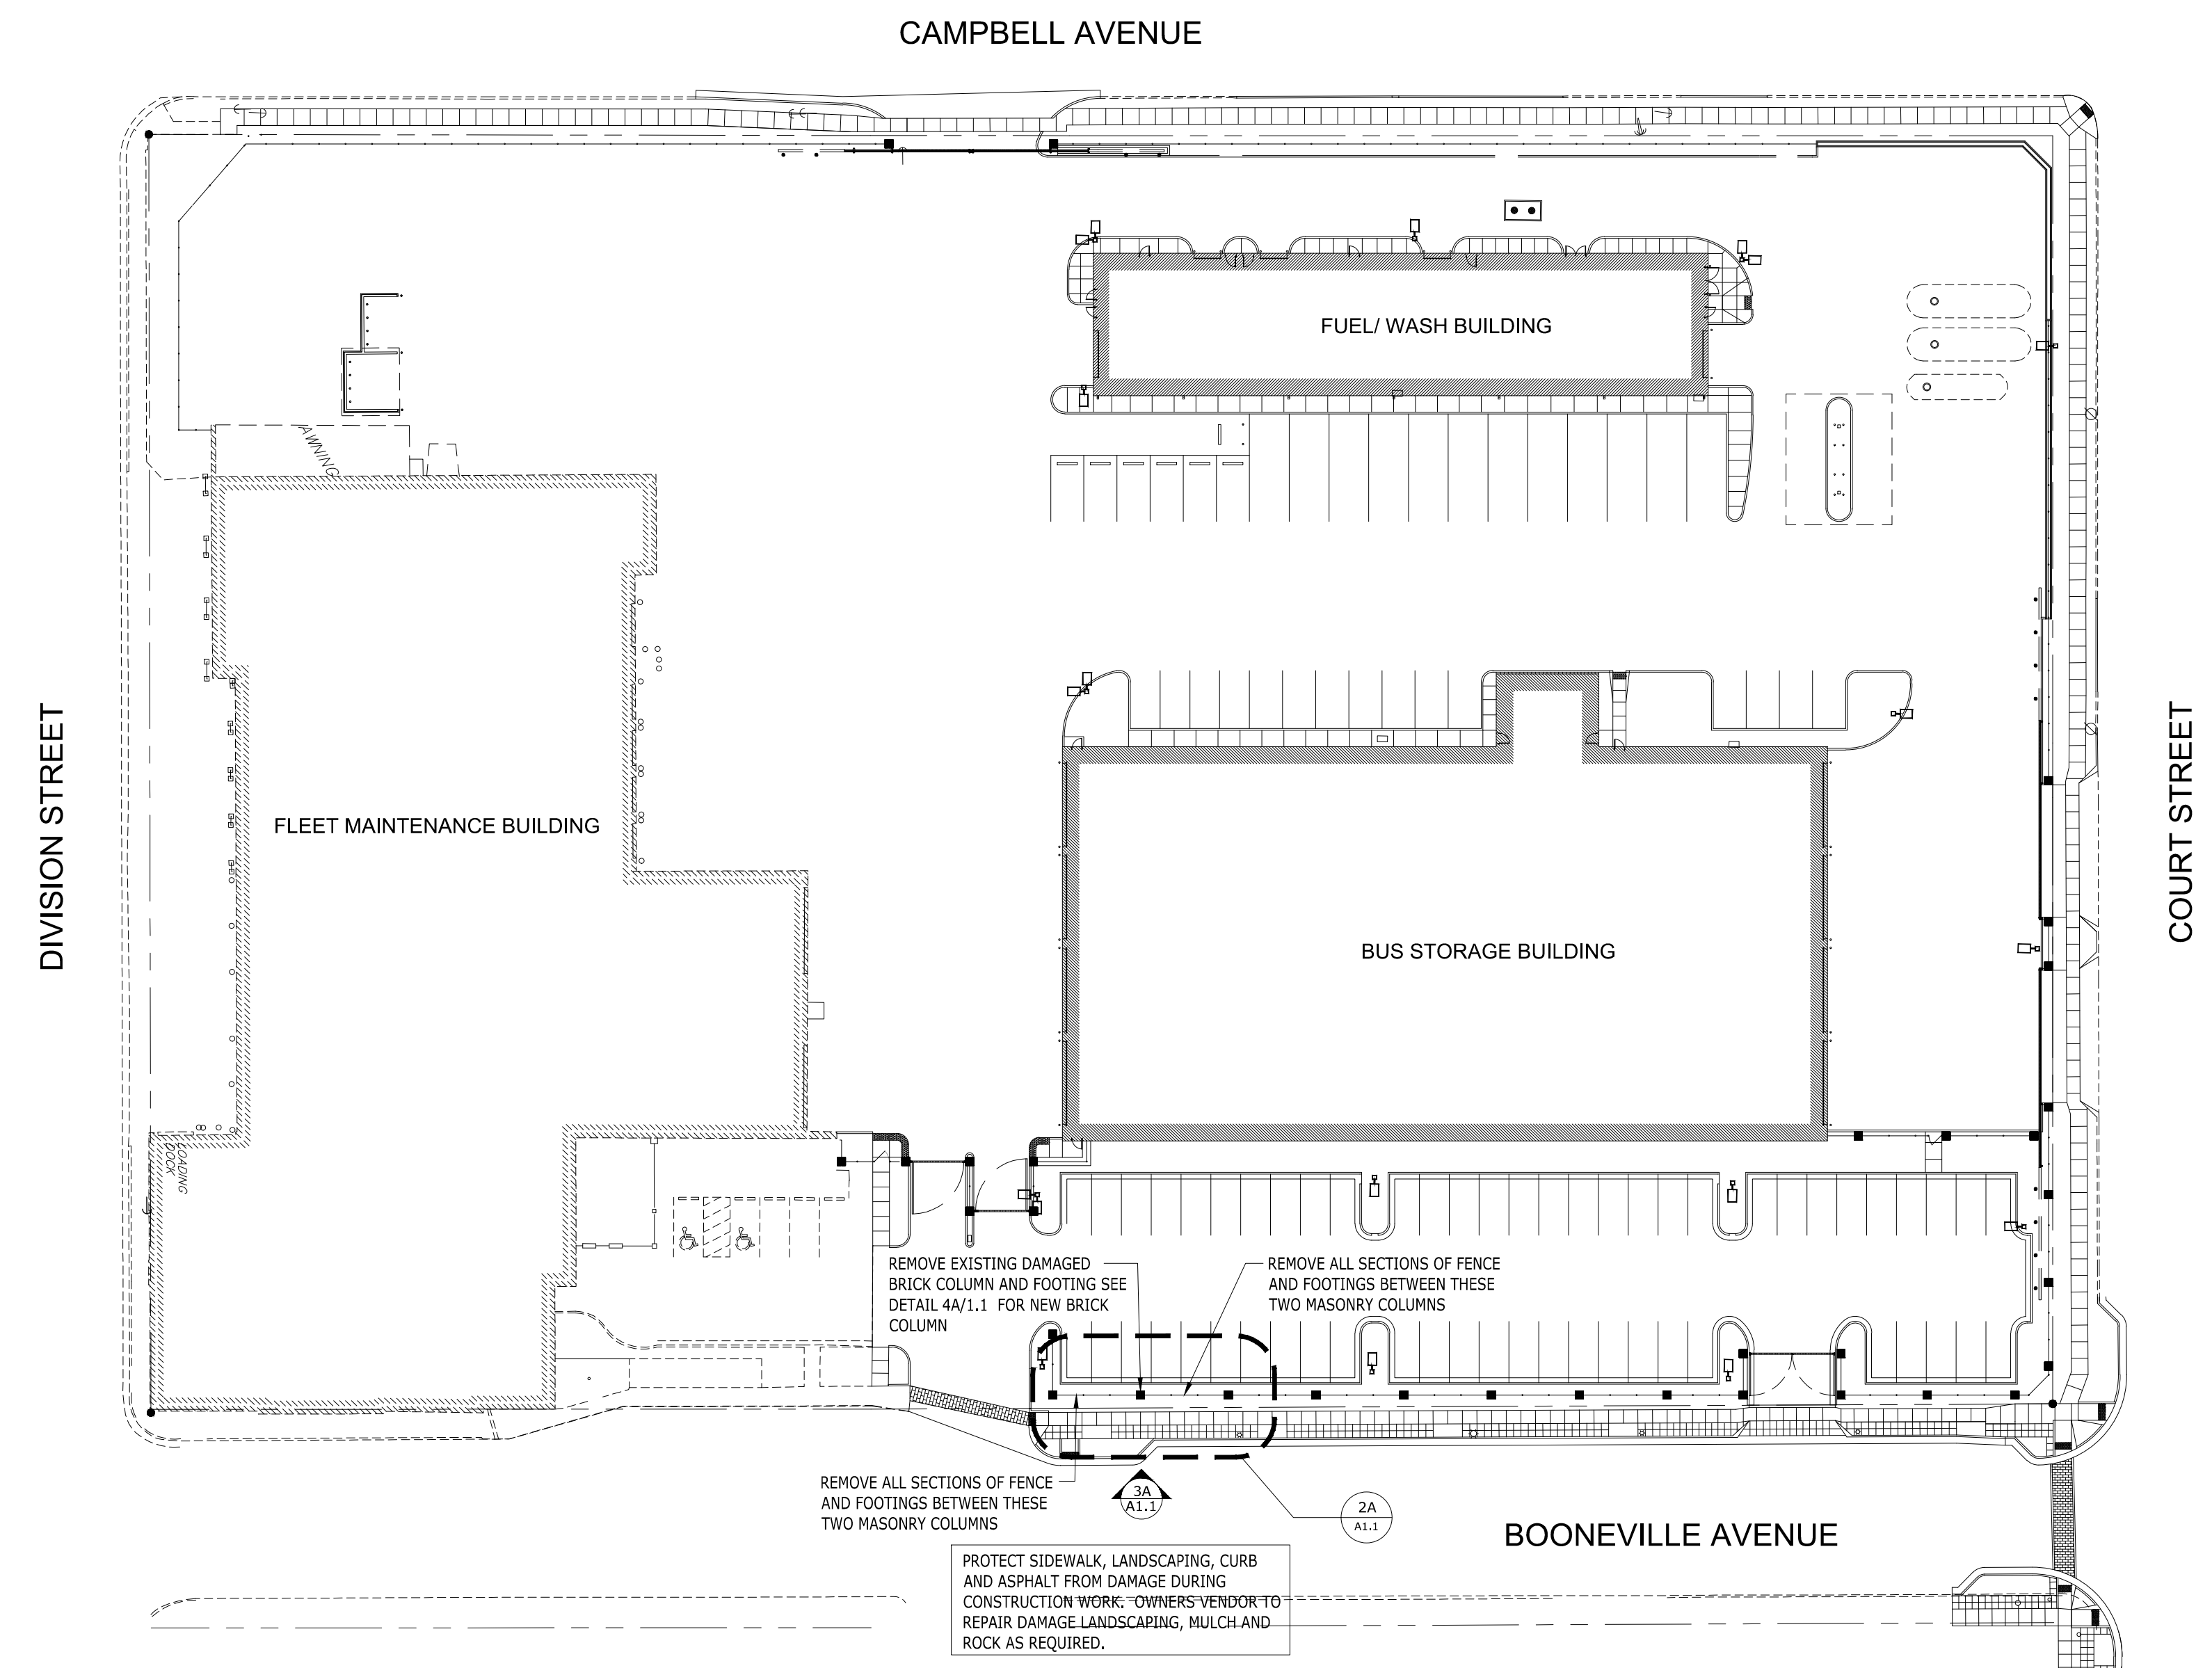 CAMPBELL AVENUE
FUEL/ WASH BUILDING
AWNING
DIVISION STREET
COURT STREET
FLEET MAINTENANCE BUILDING
BUS STORAGE BUILDING
LOADING
DOCK
REMOVE EXISTING DAMAGED
BRICK COLUMN AND FOOTING SEE
DETAIL 4A/1.1 FOR NEW BRICK
COLUMN
REMOVE ALL SECTIONS OF FENCE
AND FOOTINGS BETWEEN THESE
TWO MASONRY COLUMNS
REMOVE ALL SECTIONS OF FENCE
AND FOOTINGS BETWEEN THESE
TWO MASONRY COLUMNS
3A
A1.1
2A
A1.1
BOONEVILLE AVENUE
PROTECT SIDEWALK, LANDSCAPING, CURB
AND ASPHALT FROM DAMAGE DURING
CONSTRUCTION WORK. OWNERS VENDOR TO
REPAIR DAMAGE LANDSCAPING, MULCH AND
ROCK AS REQUIRED.